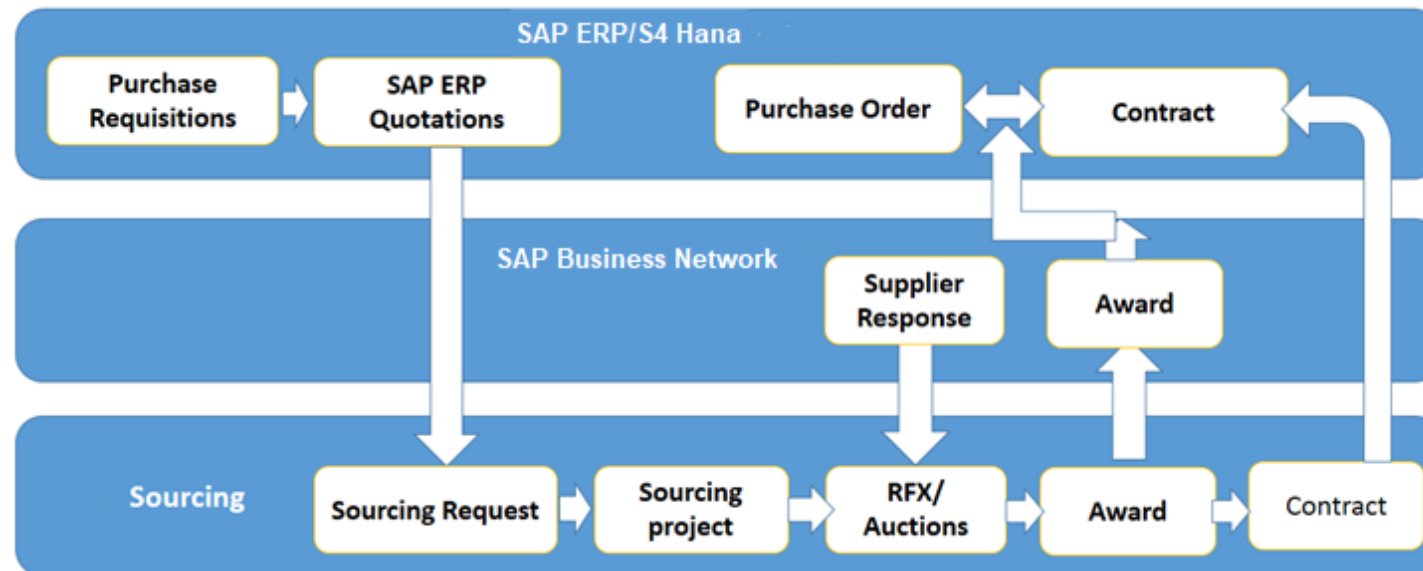 SAP ERP/S4 Hana
Purchase
Requisitions
SAP ERP
Quotations
Purchase Order
Contract
SAP Business Network
Supplier
Response
Award
Sourcing
Sourcing Request
Sourcing
project
RFX/
Auctions
Award
Contract